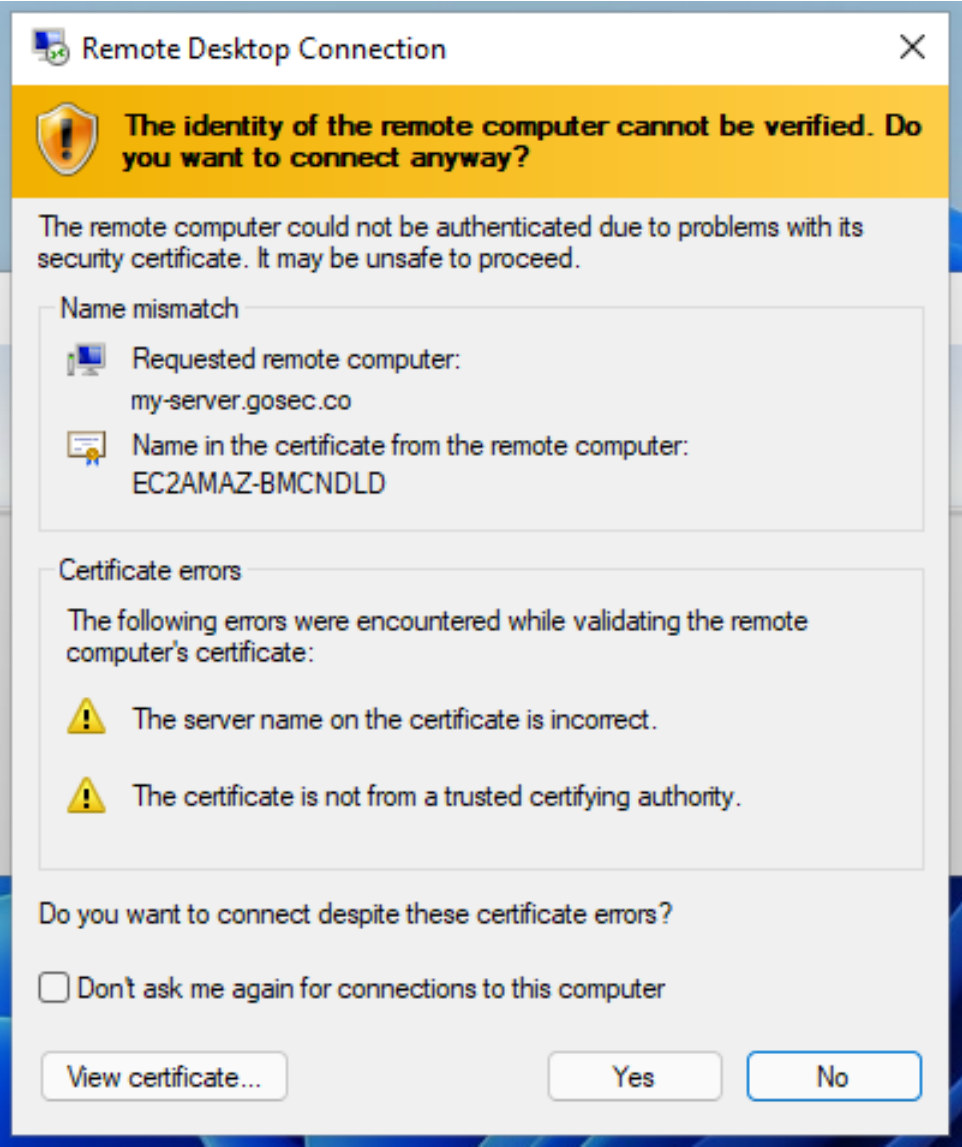 Remote Desktop Connection
The identity of the remote computer cannot be verified. Do
you want to connect anyway?
The remote computer could not be authenticated due to problems with its
security certificate. It may be unsafe to proceed.
Name mismatch
Requested remote computer:
my-server.gosec.co
Name in the certificate from the remote computer:
EC2AMAZ-BMCNDLD
Certificate errors
The following errors were encountered while validating the remote
computer's certificate:
The server name on the certificate is incorrect.
The certificate is not from a trusted certifying authority.
Do you want to connect despite these certificate errors?
Don't ask me again for connections to this computer
View certificate...
Yes
No